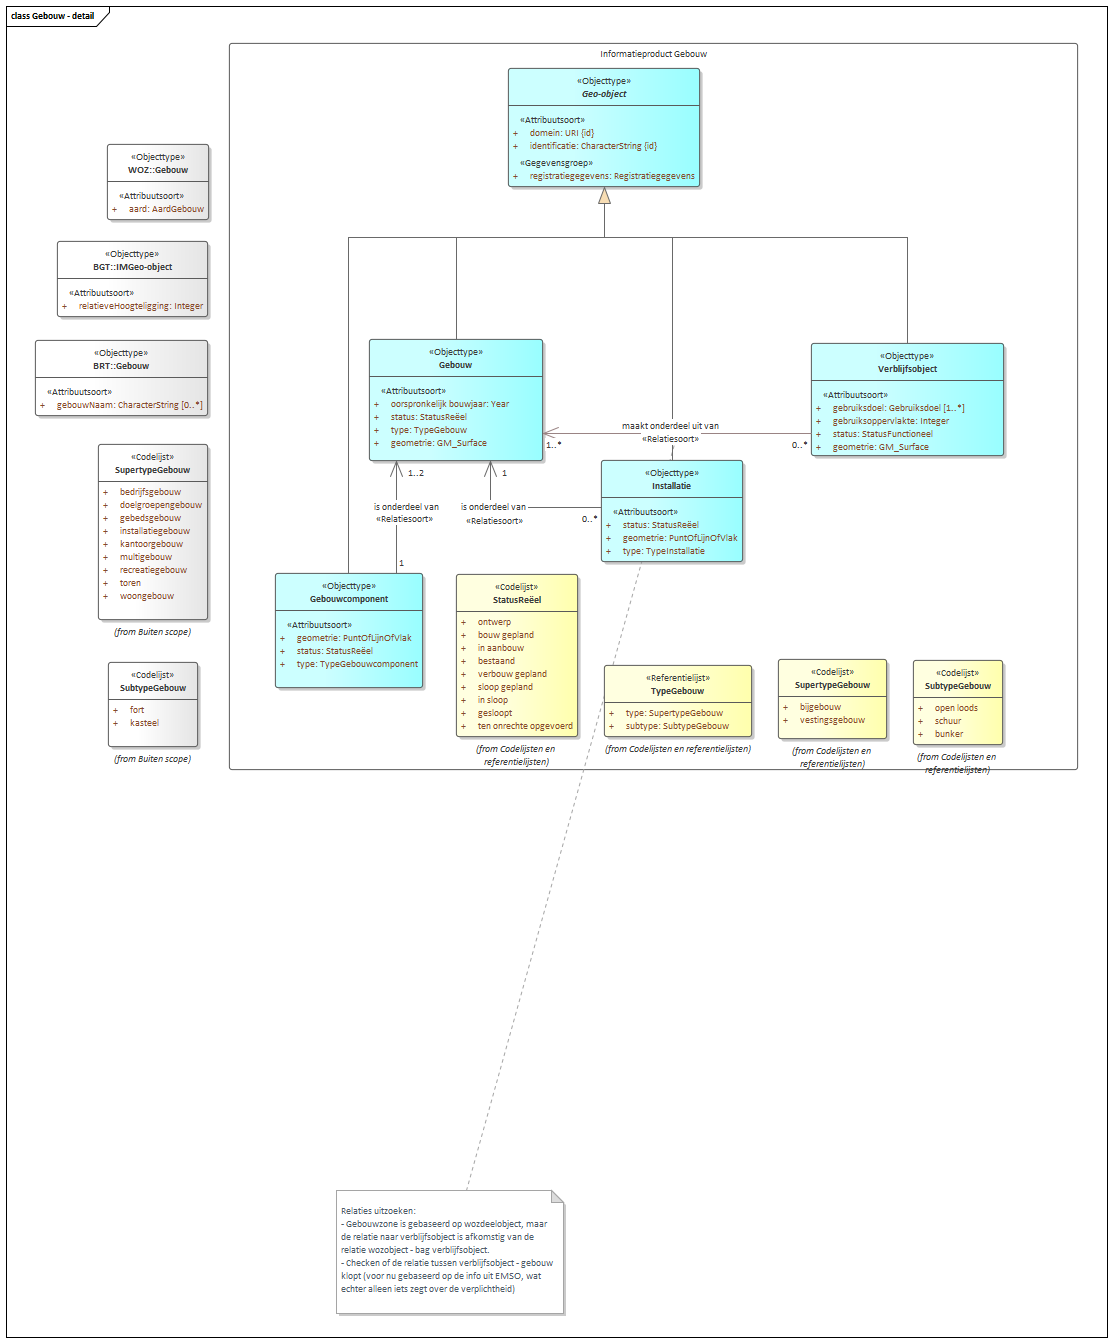 class Gebouw - detail
Informatieproduct Gebouw
«Objecttype»
Geo-object
«Attribuutsoort»
+ domein: URI {id}
+ identificatie: CharacterString {id}
«Gegevensgroep»
+ registratiegegevens: Registratiegegevens
«Objecttype»
WOZ::Gebouw
«Attribuutsoort»
+ aard: AardGebouw
«Objecttype»
BGT::IMGeo-object
«Attribuutsoort»
+ relatieveHoogteligging: Integer
«Objecttype»
BRT::Gebouw
«Attribuutsoort»
+ gebouwNaam: CharacterString [0..*]
«Codelijst»
SupertypeGebouw
+ bedrijfsgebouw
+ doelgroepengebouw
+ gebedsgebouw
+ installatiegebouw
+ kantoorgebouw
+ multigebouw
+ recreatiegebouw
+ toren
+ woongebouw
(from Buiten scope)
«Codelijst»
SubtypeGebouw
+ fort
+ kasteel
(from Buiten scope)
«Objecttype»
Gebouw
«Attribuutsoort»
+ oorspronkelijk bouwjaar: Year
+ status: StatusReëel
+ type: TypeGebouw
+ geometrie: GM_Surface
«Objecttype»
Verblijfsobject
«Attribuutsoort»
+ gebruiksdoel: Gebruiksdoel [1..*]
+ gebruiksoppervlakte: Integer
+ status: StatusFunctioneel
+ geometrie: GM_Surface
maakt onderdeel uit van
«Relatiesoort»
1..*
0..*
«Objecttype»
Installatie
«Attribuutsoort»
+ status: StatusReëel
+ geometrie: PuntOfLijnOfVlak
+ type: TypeInstallatie
1..2
is onderdeel van
«Relatiesoort»
1
1
is onderdeel van
«Relatiesoort»
0..*
«Objecttype»
Gebouwcomponent
«Attribuutsoort»
+ geometrie: PuntOfLijnOfVlak
+ status: StatusReëel
+ type: TypeGebouwcomponent
«Codelijst»
StatusReëel
+ ontwerp
+ bouw gepland
+ in aanbouw
+ bestaand
+ verbouw gepland
+ sloop gepland
+ in sloop
+ gesloopt
+ ten onrechte opgevoerd
(from Codelijsten en
referentielijsten)
«Referentielijst»
TypeGebouw
+ type: SupertypeGebouw
+ subtype: SubtypeGebouw
(from Codelijsten en referentielijsten)
«Codelijst»
SupertypeGebouw
+ bijgebouw
+ vestingsgebouw
(from Codelijsten en
referentielijsten)
«Codelijst»
SubtypeGebouw
+ open loods
+ schuur
+ bunker
(from Codelijsten en
referentielijsten)
Relaties uitzoeken:
- Gebouwzone is gebaseerd op wozdeelobject, maar
de relatie naar verblijfsobject is afkomstig van de
relatie wozobject - bag verblijfsobject.
- Checken of de relatie tussen verblijfsobject - gebouw
klopt (voor nu gebaseerd op de info uit EMSO, wat
echter alleen iets zegt over de verplichtheid)